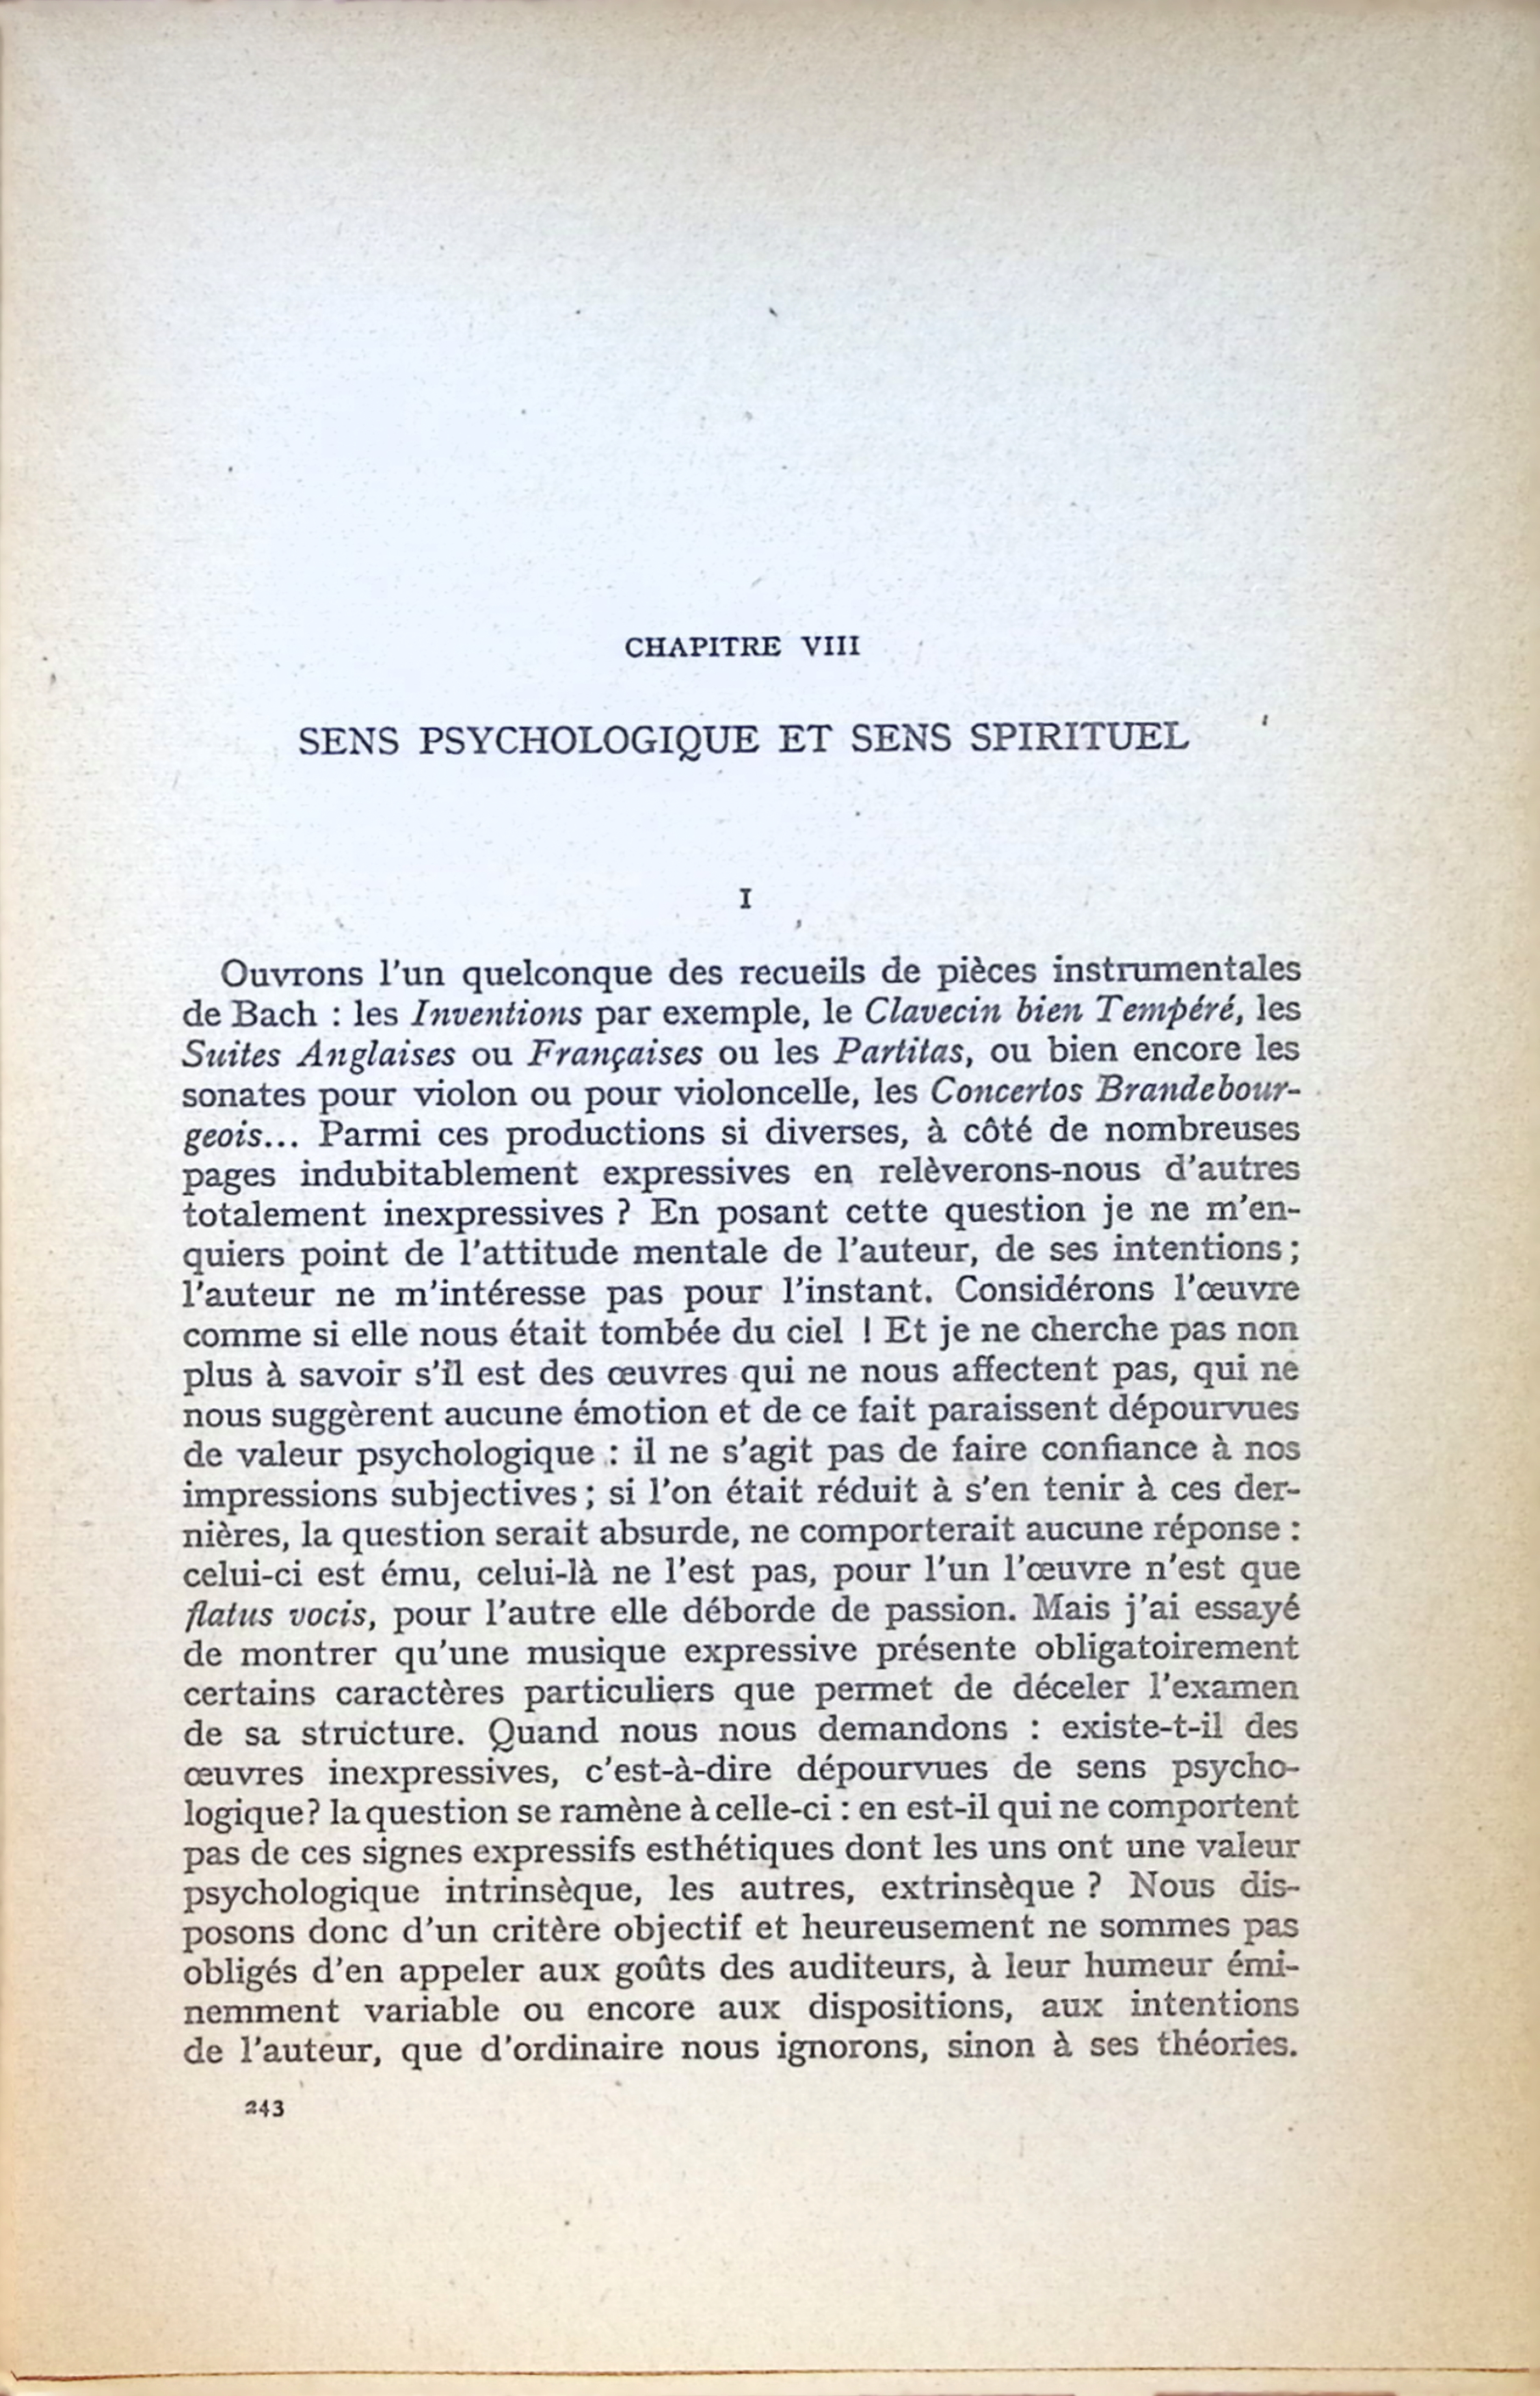 CHAPITRE VIII
SENS PSYCHOLOGIQUE ET SENS SPIRITUEL
I
Ouvrons l'un quelconque des recueils de pièces instrumentales
de Bach : les Inventions par exemple, le Clavecin bien Tempéré, les
Suites Anglaises ou Françaises ou les Partitas, ou bien encore les
sonates pour violon ou pour violoncelle, les Concertos Brandebour-
geois... Parmi ces productions si diverses, à côté de nombreuses
pages indubitablement expressives en relèverons-nous d'autres
totalement inexpressives ? En posant cette question je ne m'en-
quiers point de l'attitude mentale de l'auteur, de ses intentions ;
l'auteur ne m'intéresse pas pour l'instant. Considérons l'œuvre
comme si elle nous était tombée du ciel ! Et je ne cherche pas non
plus à savoir s'il est des œuvres qui ne nous affectent pas, qui ne
nous suggèrent aucune émotion et de ce fait paraissent dépourvues
de valeur psychologique : il ne s'agit pas de faire confiance à nos
impressions subjectives ; si l'on était réduit à s'en tenir à ces der-
nières, la question serait absurde, ne comporterait aucune réponse :
celui-ci est ému, celui-là ne l'est pas, pour l'un l'œuvre n'est que
flatus vocis, pour l'autre elle déborde de passion. Mais j'ai essayé
de montrer qu'une musique expressive présente obligatoirement
certains caractères particuliers que permet de déceler l'examen
de sa structure. Quand nous nous demandons : existe-t-il des
œuvres inexpressives, c'est-à-dire dépourvues de sens psycho-
logique? la question se ramène à celle-ci : en est-il qui ne comportent
pas de ces signes expressifs esthétiques dont les uns ont une valeur
psychologique intrinsèque, les autres, extrinsèque ? Nous dis-
posons donc d'un critère objectif et heureusement ne sommes pas
obligés d'en appeler aux goûts des auditeurs, à leur humeur émi-
nemment variable ou encore aux dispositions, aux intentions
de l'auteur, que d'ordinaire nous ignorons, sinon à ses théories.
243